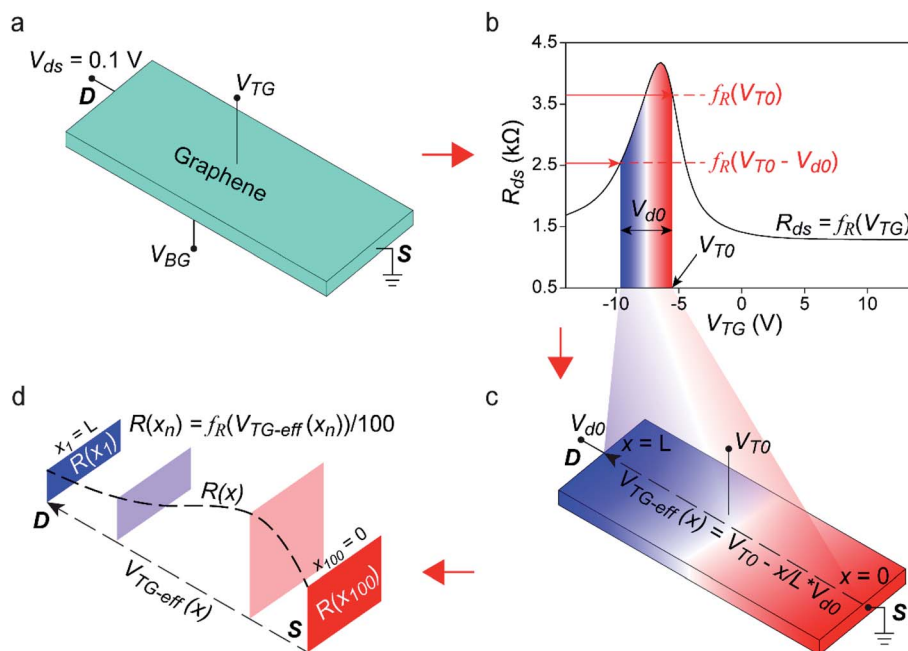 a
V_ds = 0.1 V
D
V_TG
Graphene
V_BG
S
b
4.5
3.5
2.5
1.5
0.5
R_ds (kΩ)
f_R(V_T0)
f_R(V_T0 - V_d0)
V_d0
R_ds = f_R(V_TG)
V_T0
-10
-5
0
5
10
V_TG (V)
c
V_d0
D
x = L
V_T0
V_TG-eff (x) = V_T0 - x/L *V_d0
x = 0
S
d
x_1 = L
R(x_1)
R(x_n) = f_R(V_TG-eff (x_n))/100
R(x)
D
V_TG-eff (x)
x_100 = 0
R(x_100)
S